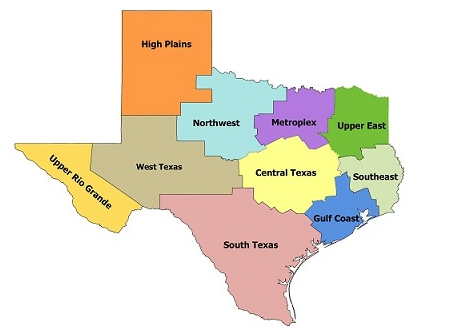 High Plains
Northwest
Metroplex
Upper East
West Texas
Central Texas
Southeast
Upper Rio Grande
Gulf Coast
South Texas